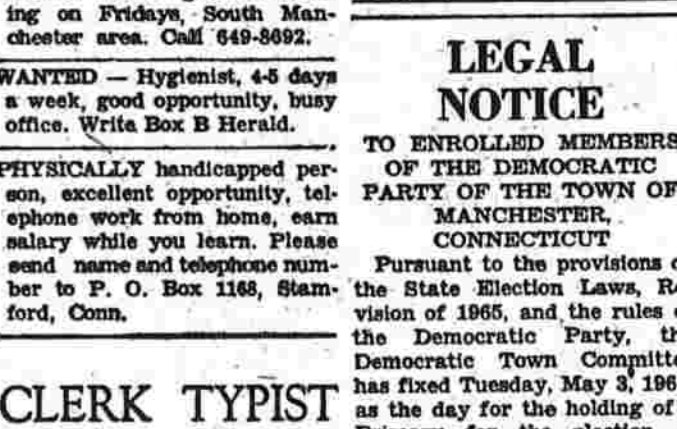 ing on Fridays, South Man-
chester area. Call 649-8692.
WANTED — Hygienist, 4-5 days
a week, good opportunity, busy
office. Write Box B Herald.
PHYSICALLY handicapped per-
son, excellent opportunity, tel-
ephone work from home, earn
salary while you learn. Please
send name and telephone num-
ber to P. O. Box 1168, Stam-
ford, Conn.
CLERK TYPIST
LEGAL
NOTICE
TO ENROLLED MEMBERS
OF THE DEMOCRATIC
PARTY OF THE TOWN OF
MANCHESTER,
CONNECTICUT
Pursuant to the provisions
the State Election Laws,
vision of 1965, and the rules
the Democratic Party,
Democratic Town
has fixed Tuesday, May 3,
as the day for the holding of